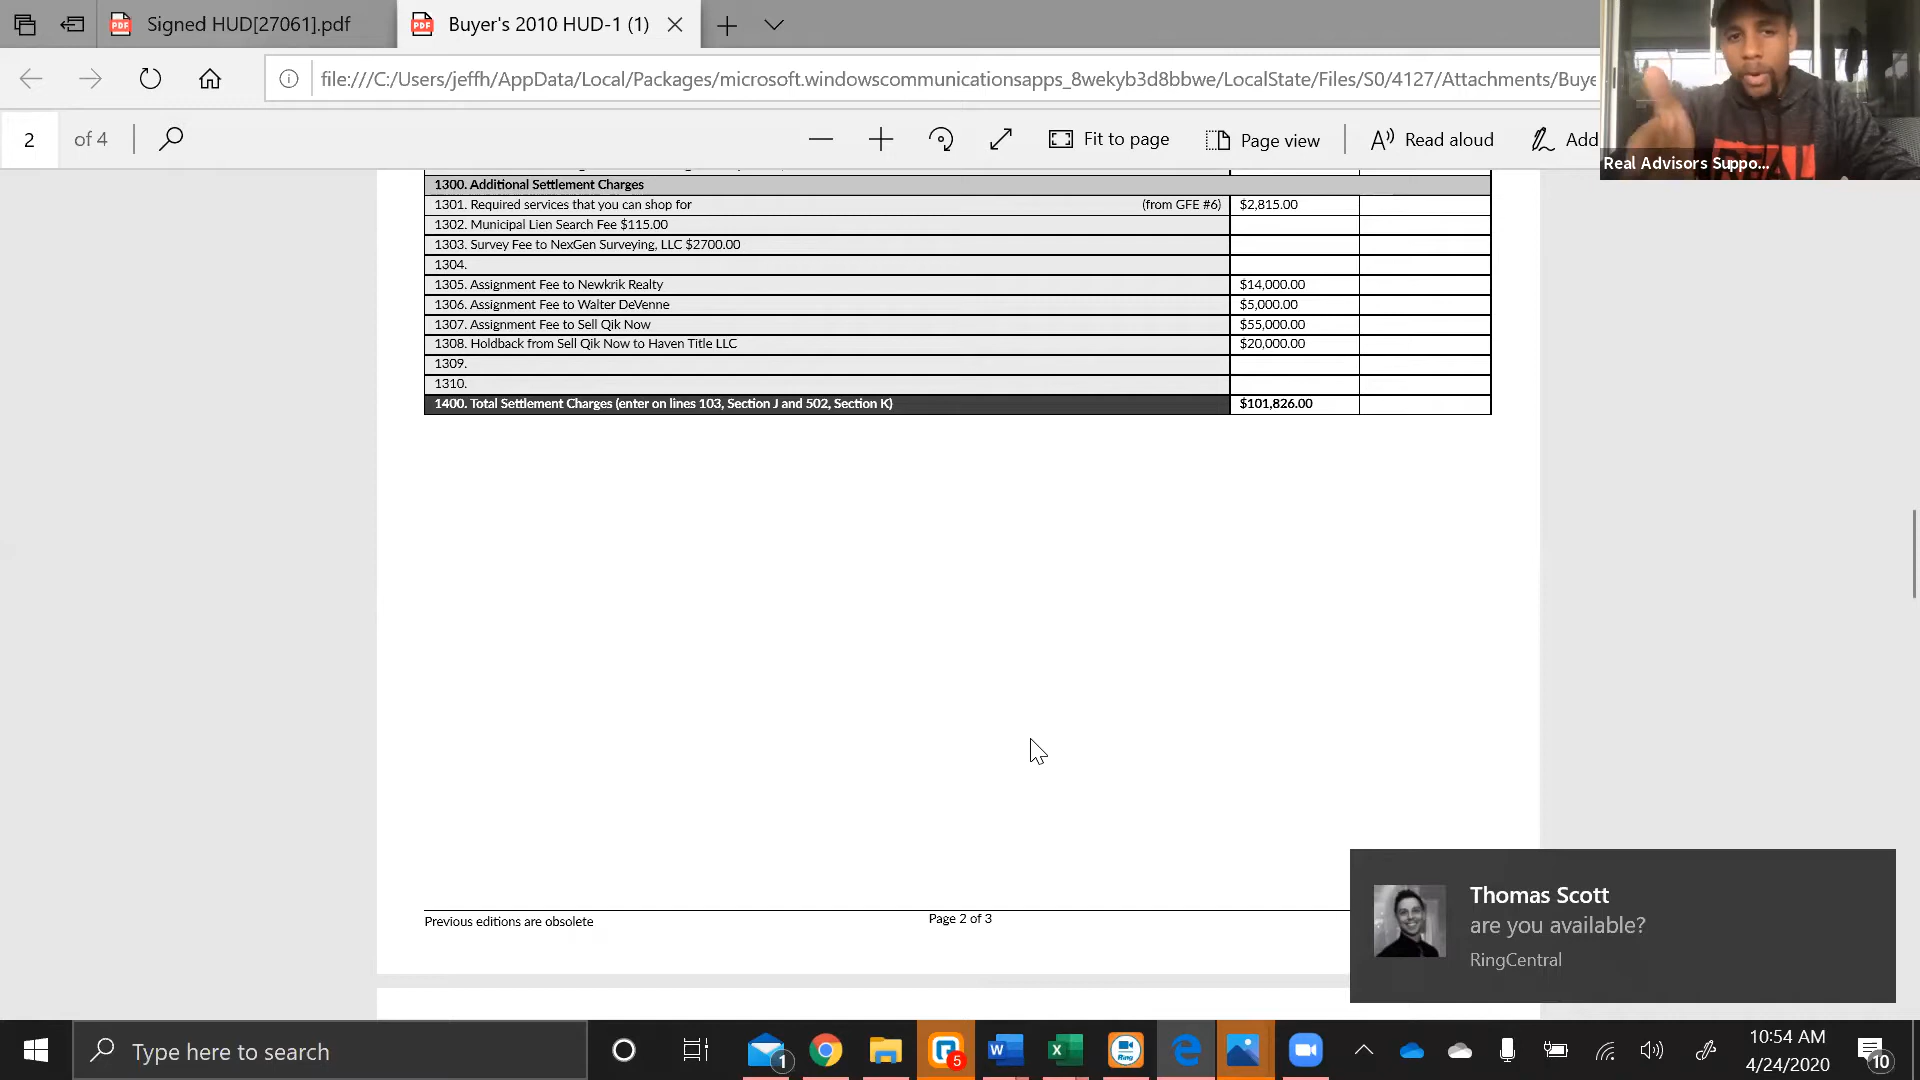 Signed HUD[27061].pdf
Buyer's 2010 HUD-1 (1)
file:///C:/Users/jeffh/AppData/Local/Packages/microsoft.windowscommunicationsapps_8wekyb3d8bbwe/LocalState/Files/S0/4127/Attachments/Buye
2 of 4
Fit to page
Page view
Read aloud
Add
Real Advisors Suppo...
1300. Additional Settlement Charges
1301. Required services that you can shop for (from GFE #6) $2,815.00
1302. Municipal Lien Search Fee $115.00
1303. Survey Fee to NexGen Surveying, LLC $2700.00
1304.
1305. Assignment Fee to Newkrik Realty $14,000.00
1306. Assignment Fee to Walter DeVenne $5,000.00
1307. Assignment Fee to Sell Qik Now $55,000.00
1308. Holdback from Sell Qik Now to Haven Title LLC $20,000.00
1309.
1310.
1400. Total Settlement Charges (enter on lines 103, Section J and 502, Section K) $101,826.00
Previous editions are obsolete
Page 2 of 3
Thomas Scott
are you available?
RingCentral
Type here to search
1
5
10:54 AM
4/24/2020
10